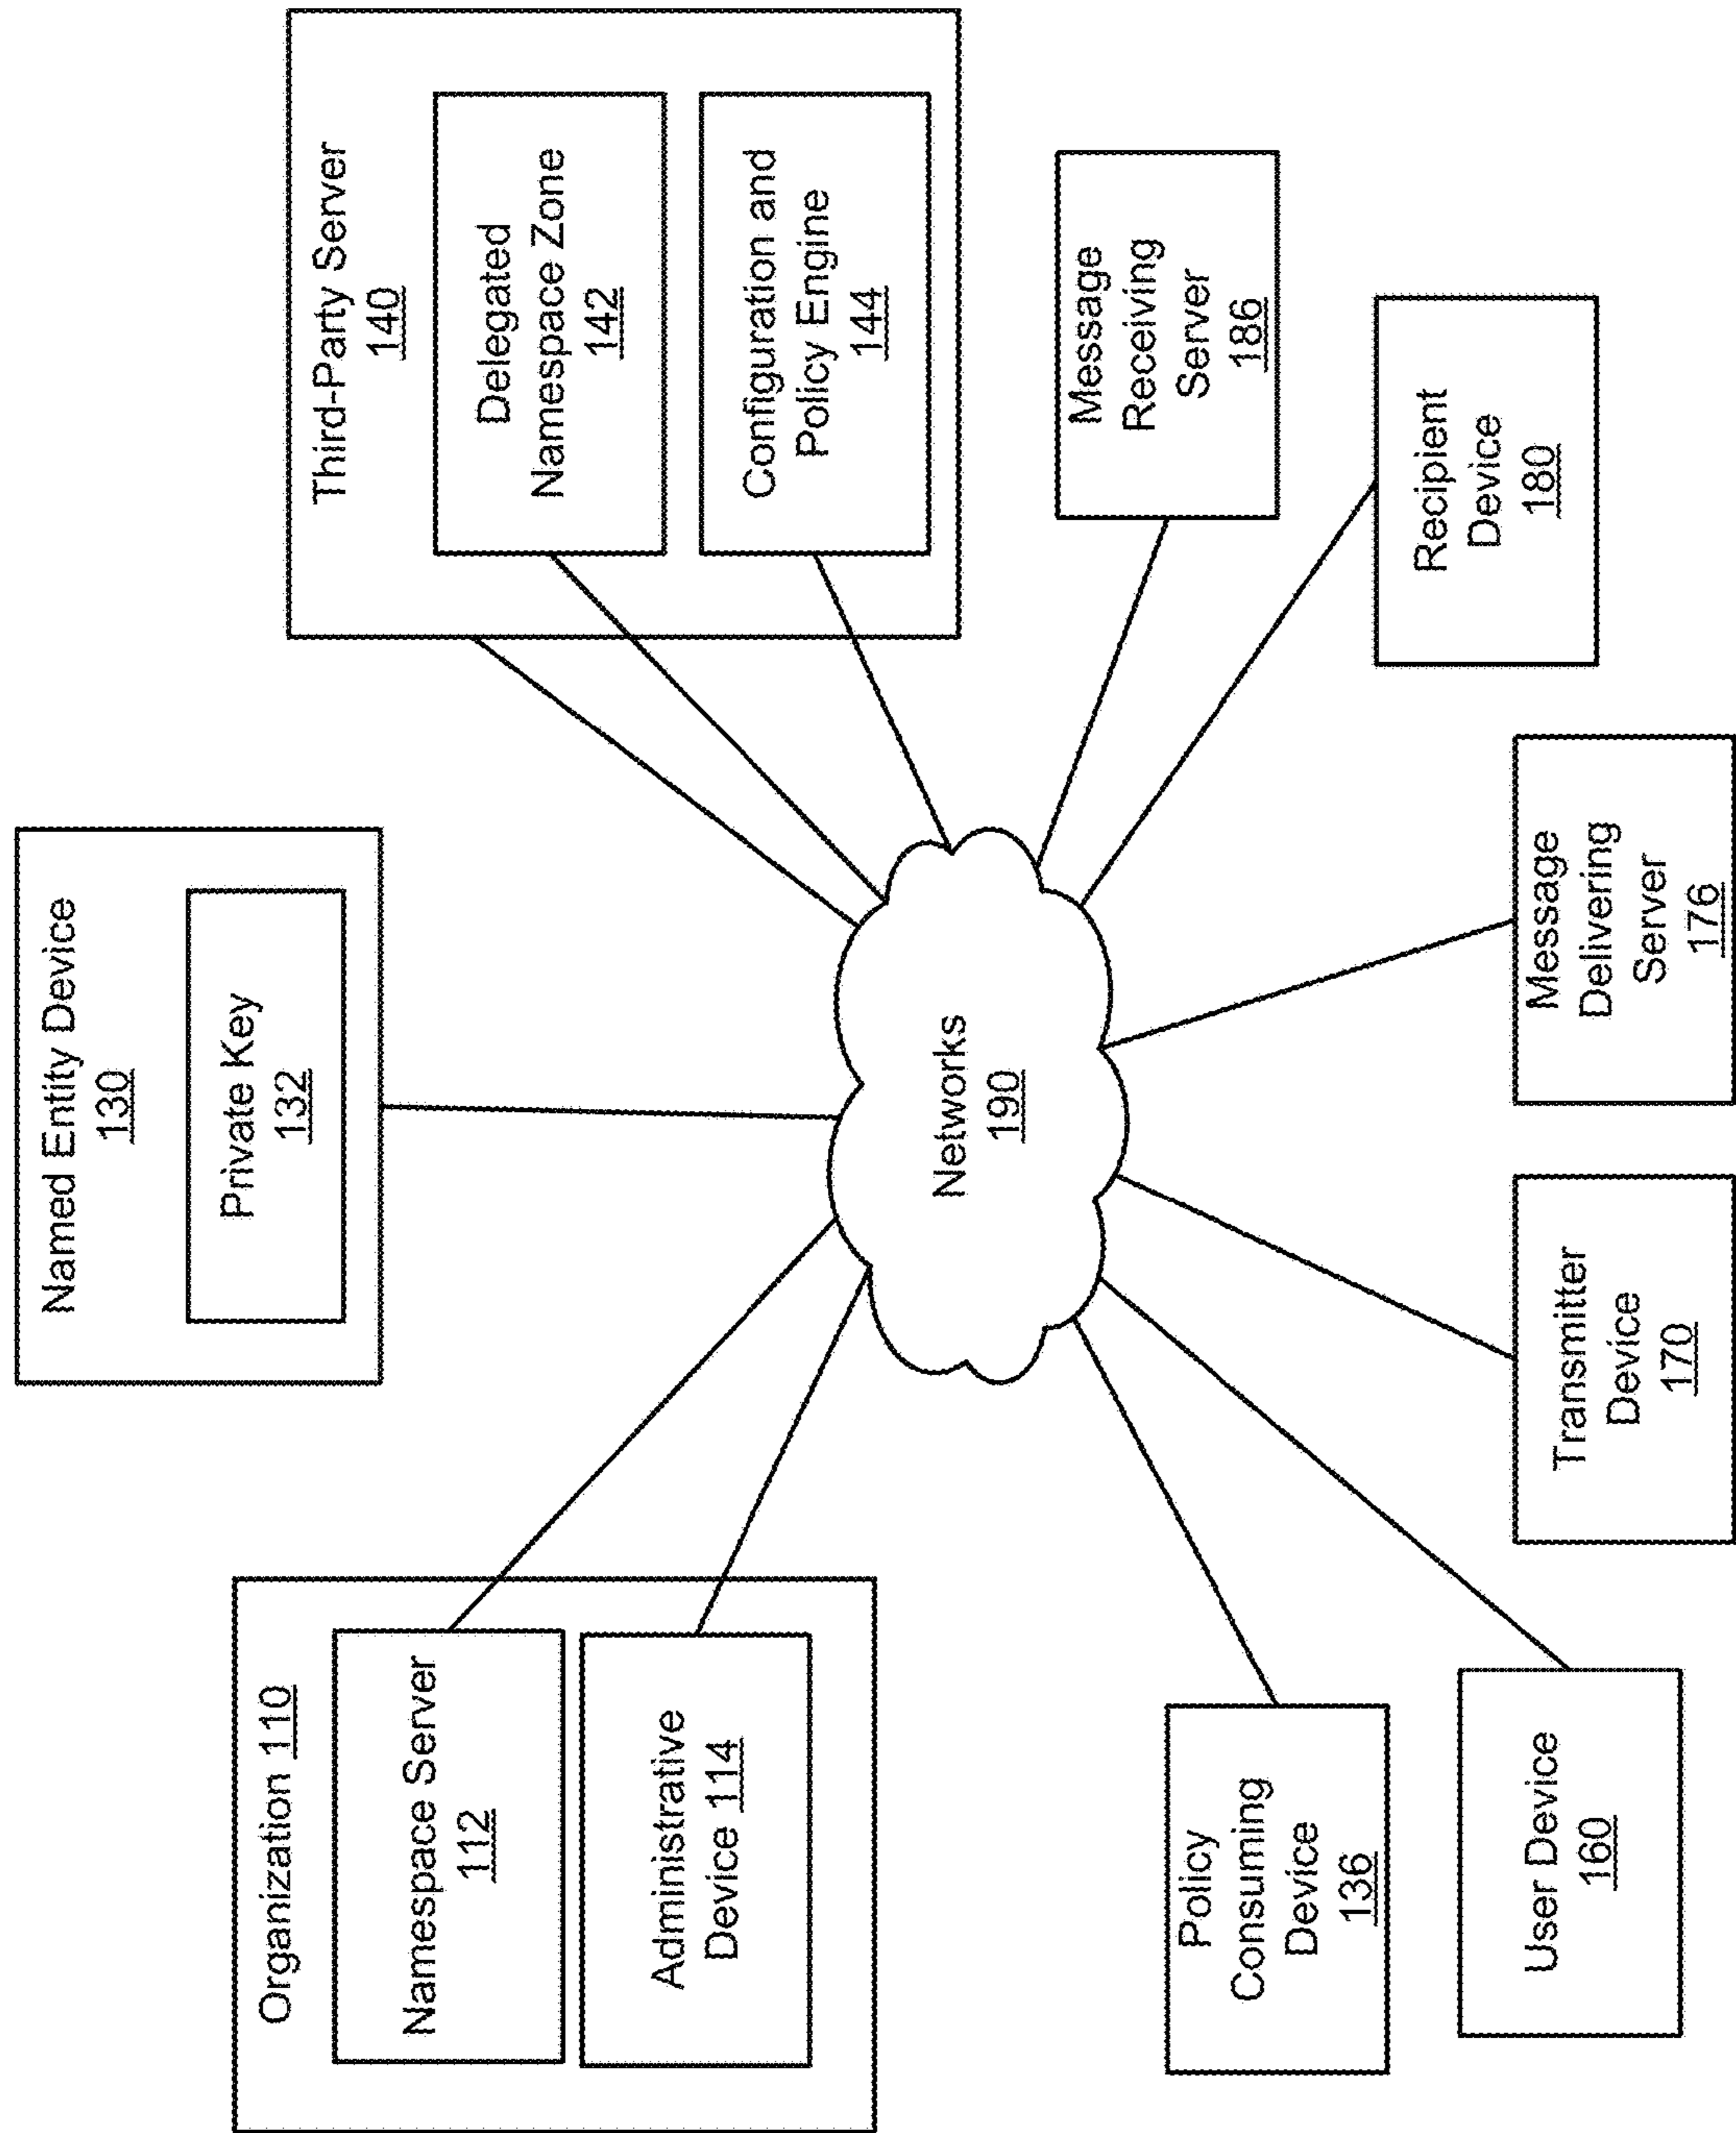 Organization 110
Namespace Server
112
Administrative
Device 114
Named Entity Device
130
Private Key
132
Third-Party Server
140
Delegated
Namespace Zone
142
Configuration and
Policy Engine
144
Networks
190
Policy
Consuming
Device
136
User Device
160
Transmitter
Device
170
Message
Delivering
Server
176
Message
Receiving
Server
186
Recipient
Device
180